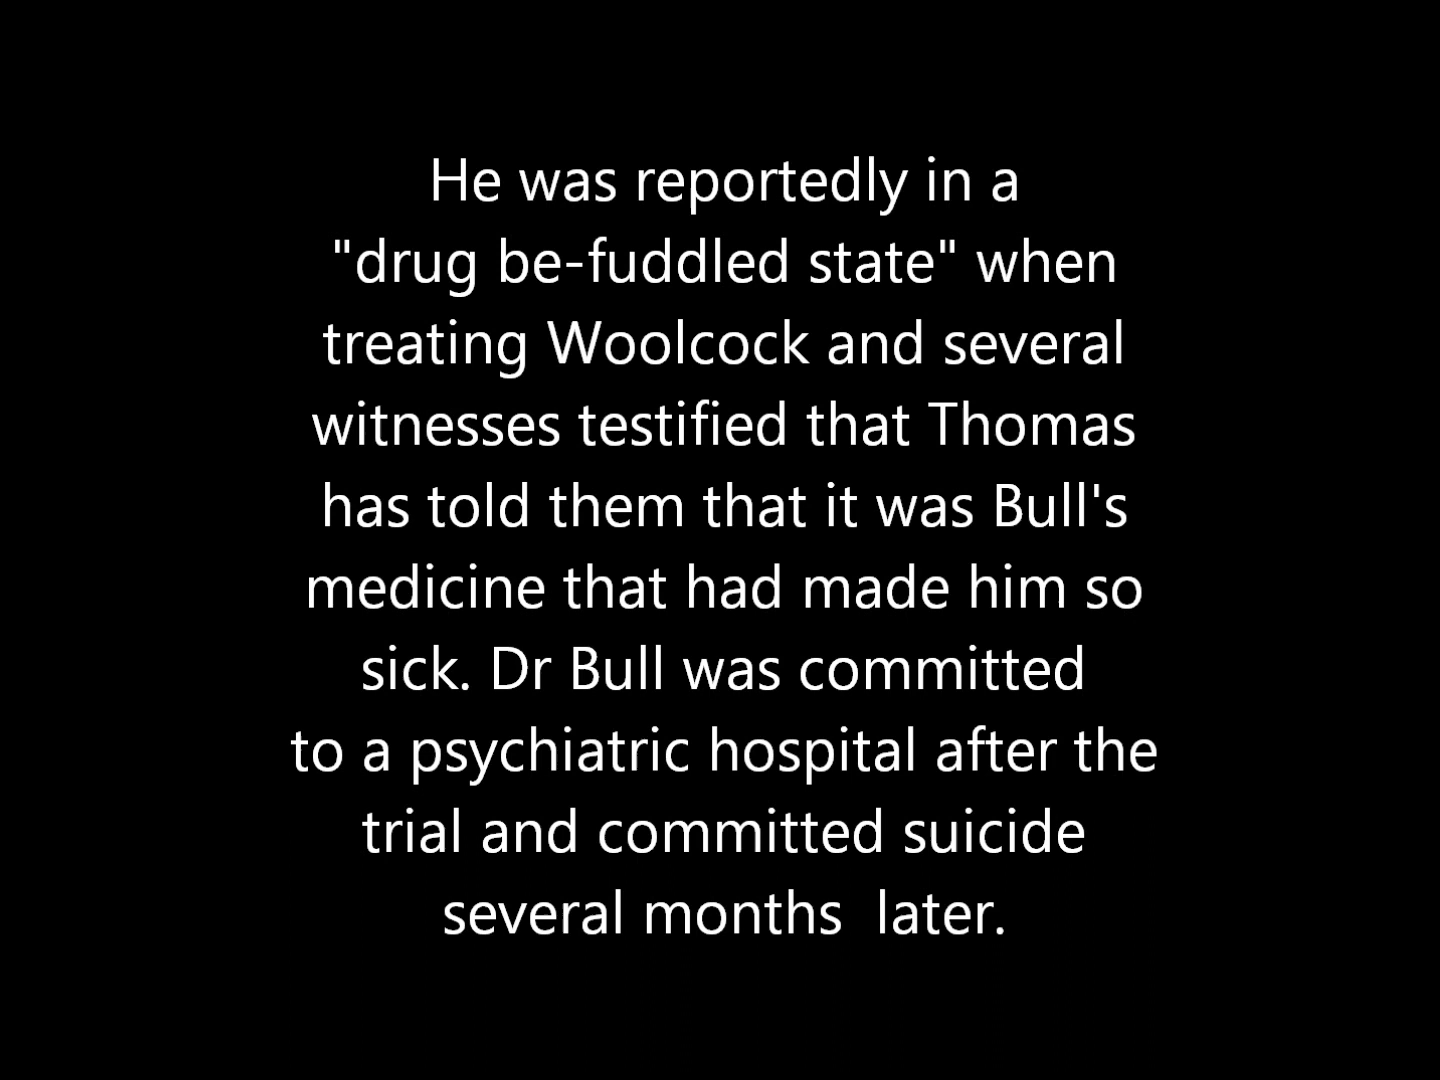 He was reportedly in a
"drug be-fuddled state" when
treating Woolcock and several
witnesses testified that Thomas
has told them that it was Bull's
medicine that had made him so
sick. Dr Bull was committed
to a psychiatric hospital after the
trial and committed suicide
several months  later.